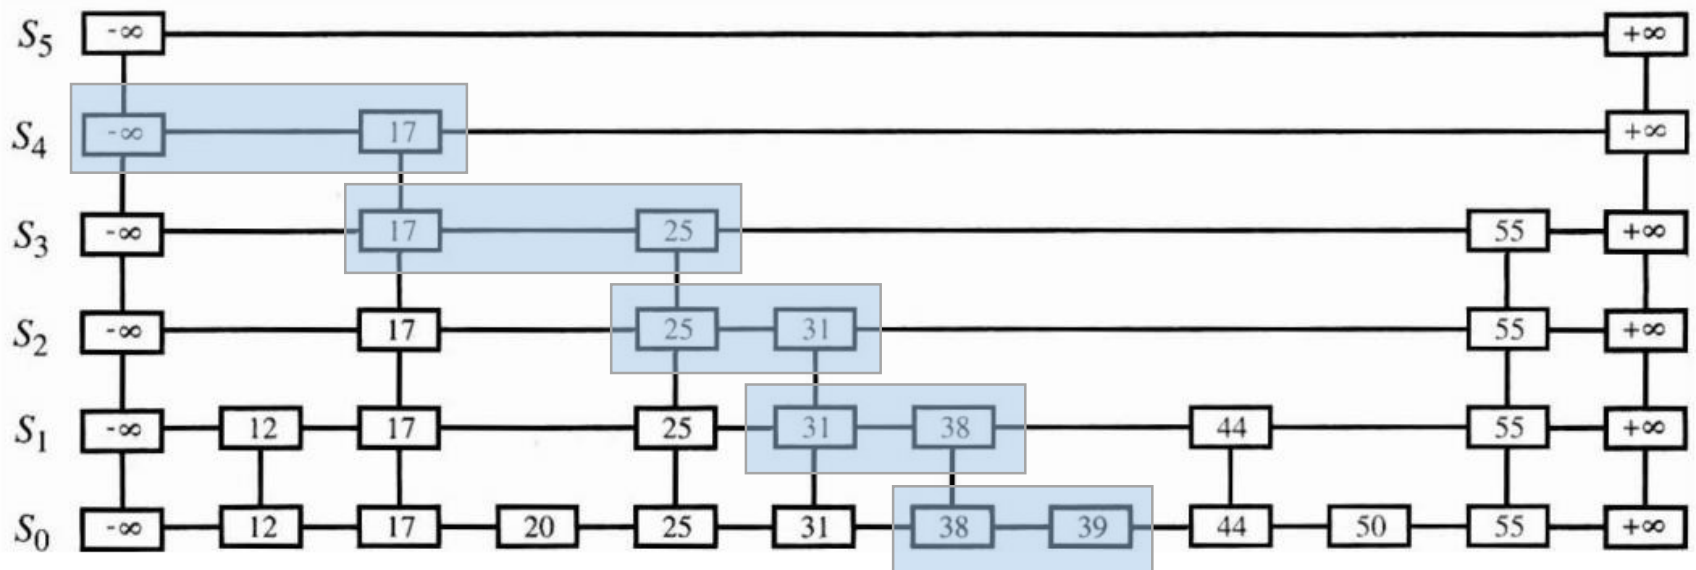 S5 -∞ +∞
S4 -∞ 17 +∞
S3 -∞ 17 25 55 +∞
S2 -∞ 17 25 31 55 +∞
S1 -∞ 12 17 25 31 38 44 55 +∞
S0 -∞ 12 17 20 25 31 38 39 44 50 55 +∞